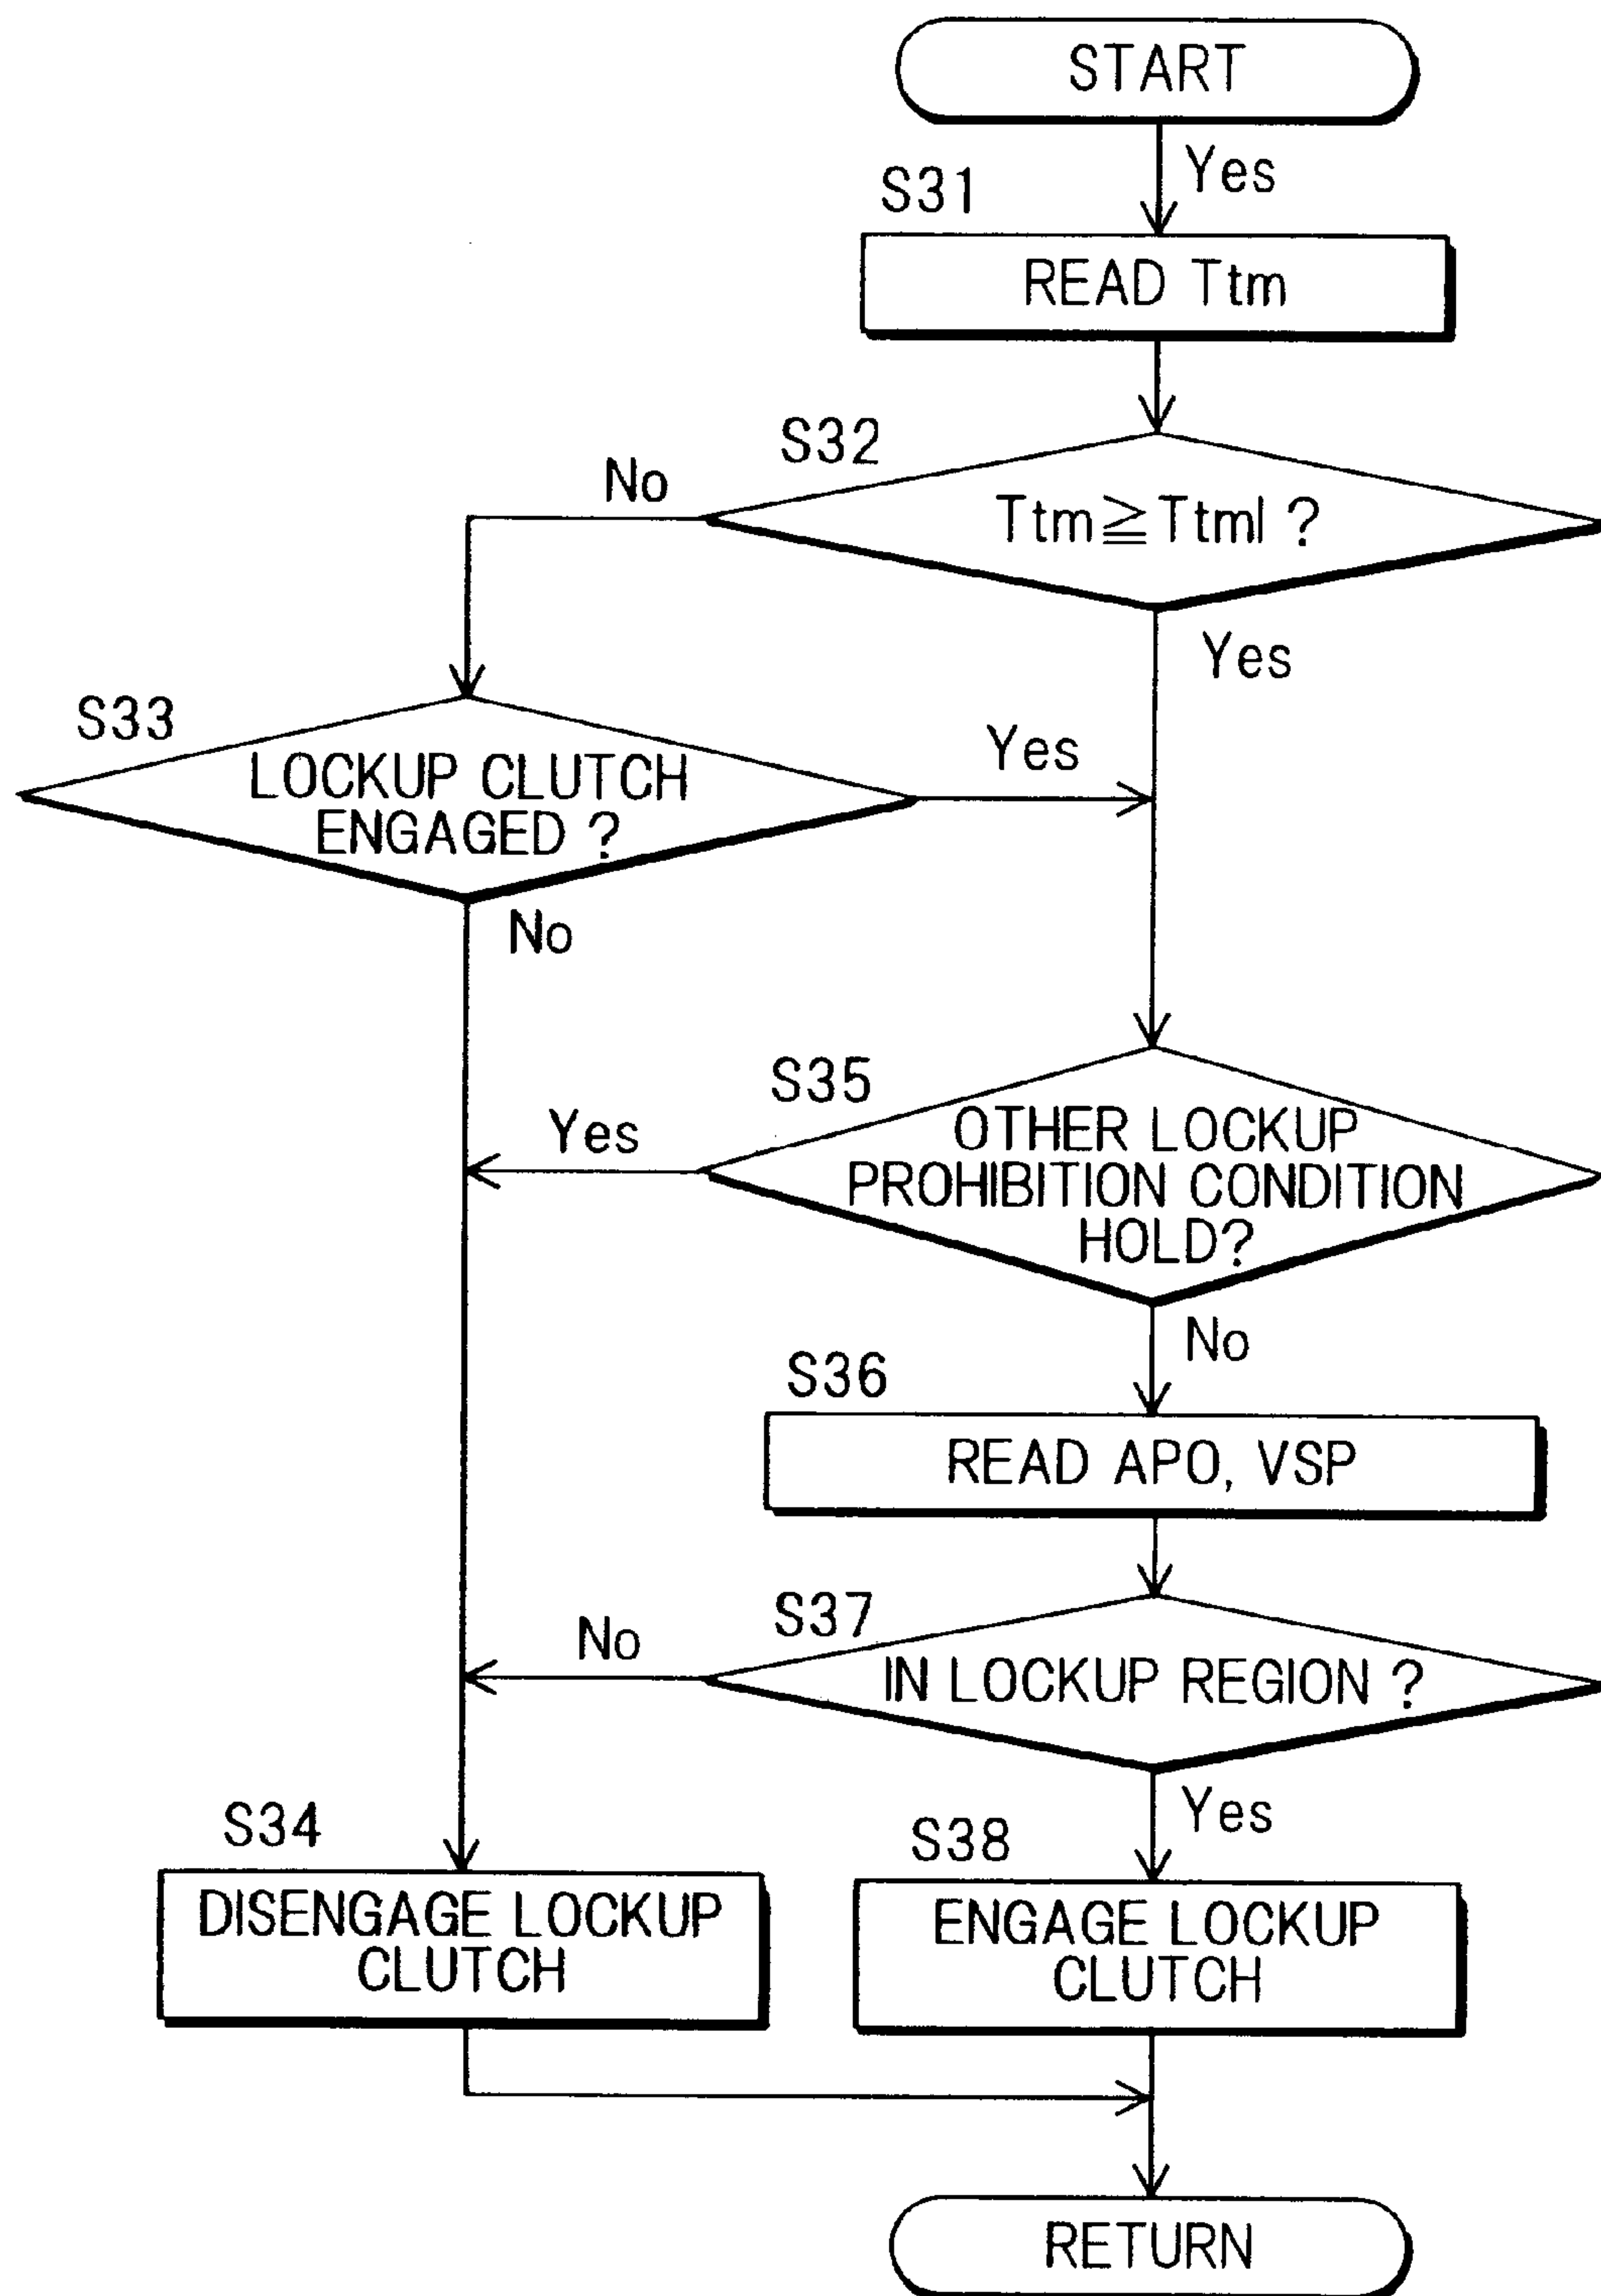 START
Yes
S31
READ Ttm
S32
No
Ttm≧Ttml ?
Yes
S33
LOCKUP CLUTCH
ENGAGED ?
Yes
No
S35
Yes
OTHER LOCKUP
PROHIBITION CONDITION
HOLD?
No
S36
READ APO, VSP
S37
No
IN LOCKUP REGION ?
Yes
S34
DISENGAGE LOCKUP
CLUTCH
S38
ENGAGE LOCKUP
CLUTCH
RETURN